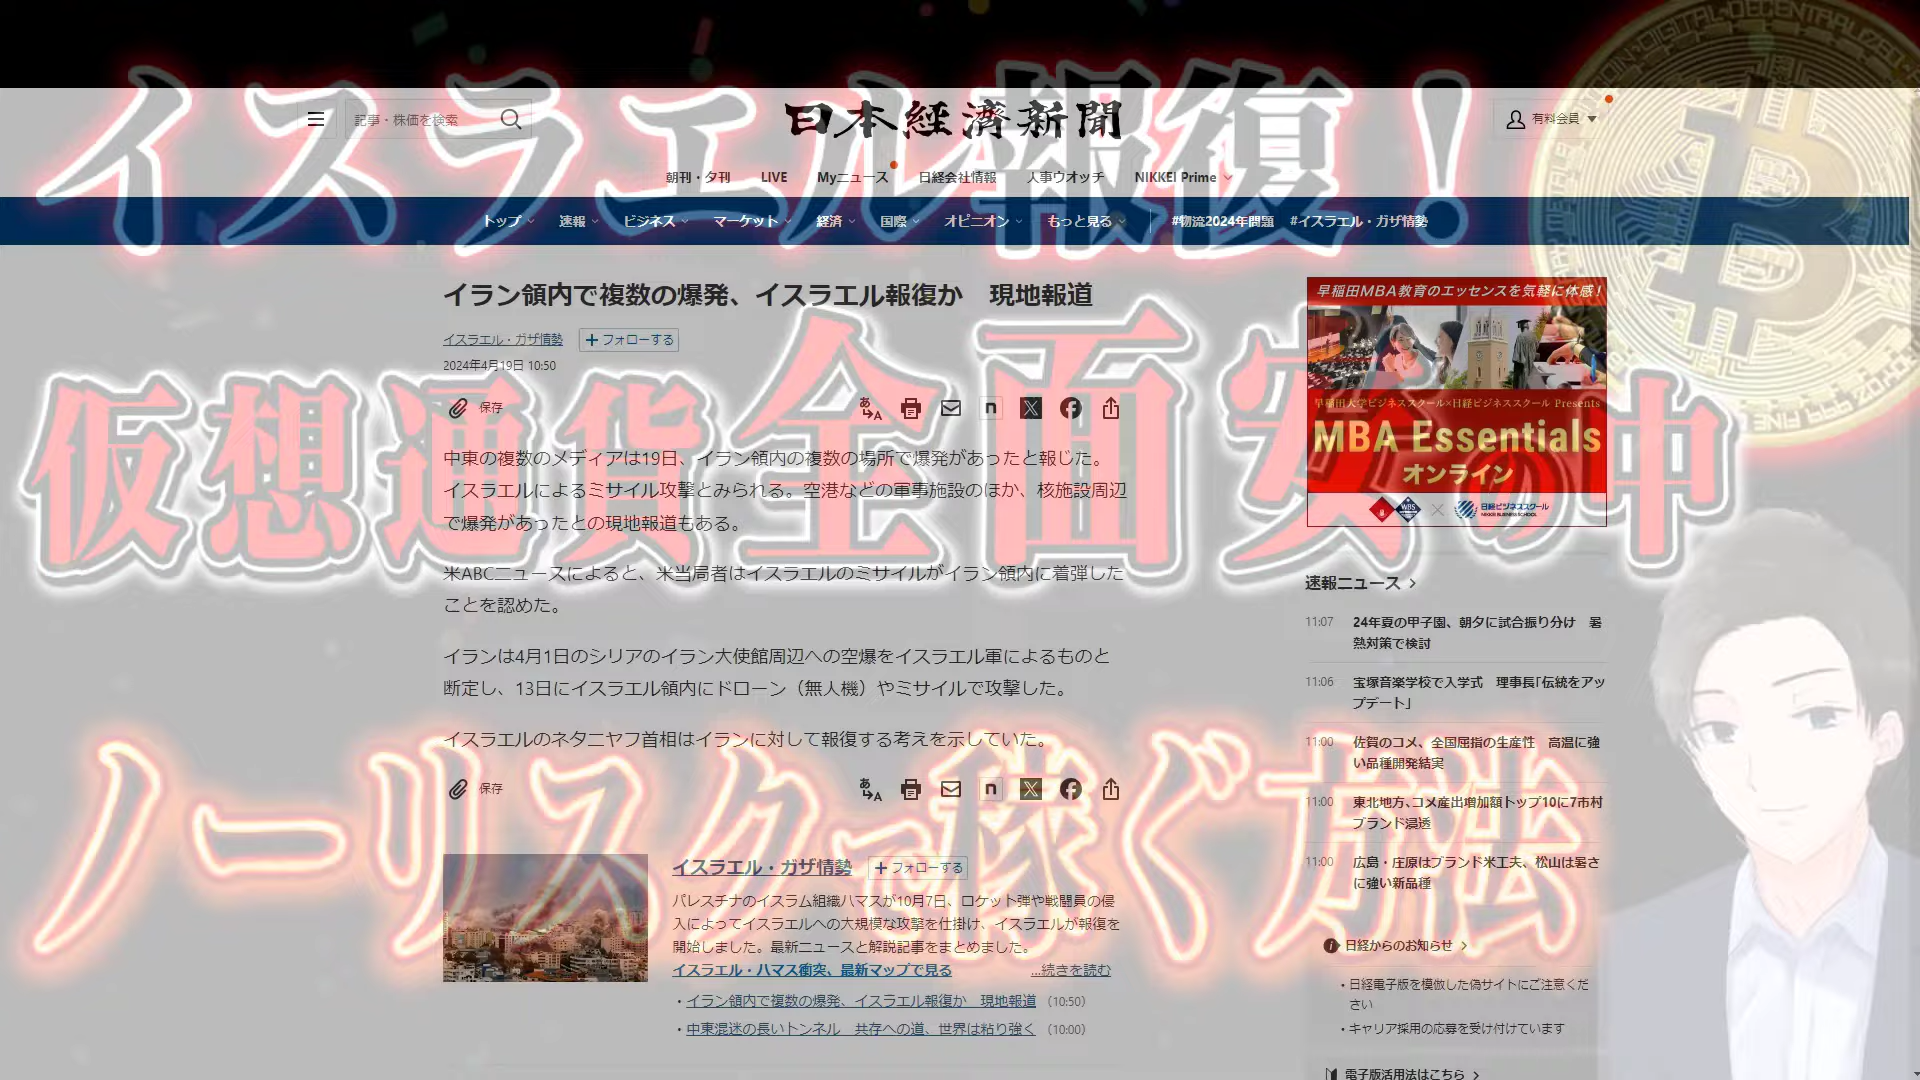 イスラエル報復！
仮想通貨全面安の中
ノーリスクで稼ぐ方法
記事・株価を検索
日本経済新聞
有料会員
朝刊・夕刊 LIVE Myニュース 日経会社情報 人事ウオッチ NIKKEI Prime
トップ 速報 ビジネス マーケット 経済 国際 オピニオン もっと見る #物流2024年問題 #イスラエル・ガザ情勢
イラン領内で複数の爆発、イスラエル報復か 現地報道
イスラエル・ガザ情勢 +フォローする
2024年4月19日 10:50
保存
中東の複数のメディアは19日、イラン領内の複数の場所で爆発があったと報じた。
イスラエルによるミサイル攻撃とみられる。空港などの軍事施設のほか、核施設周辺
で爆発があったとの現地報道もある。
米ABCニュースによると、米当局者はイスラエルのミサイルがイラン領内に着弾した
ことを認めた。
イランは4月1日のシリアのイラン大使館周辺への空爆をイスラエル軍によるものと
断定し、13日にイスラエル領内にドローン（無人機）やミサイルで攻撃した。
イスラエルのネタニヤフ首相はイランに対して報復する考えを示していた。
保存
イスラエル・ガザ情勢 +フォローする
パレスチナのイスラム組織ハマスが10月7日、ロケット弾や戦闘員の侵
入によってイスラエルへの大規模な攻撃を仕掛け、イスラエルが報復を
開始しました。最新ニュースと解説記事をまとめました。
イスラエル・ハマス衝突、最新マップで見る ...続きを読む
・イラン領内で複数の爆発、イスラエル報復か 現地報道 （10:50）
・中東混迷の長いトンネル 共存への道、世界は粘り強く （10:00）
早稲田MBA教育のエッセンスを気軽に体感！
早稲田大学ビジネススクール×日経ビジネススクール Presents
MBA Essentials
オンライン
WBS × 日経ビジネススクール
NIKKEI BUSINESS SCHOOL
速報ニュース
11:07 24年夏の甲子園、朝夕に試合振り分け 暑
熱対策で検討
11:06 宝塚音楽学校で入学式 理事長「伝統をアッ
プデート」
11:00 佐賀のコメ、全国屈指の生産性 高温に強
い品種開発結実
11:00 東北地方、コメ産出増加額トップ10に7市村
ブランド浸透
11:00 広島・庄原はブランド米工夫、松山は暑さ
に強い新品種
日経からのお知らせ
・日経電子版を模倣した偽サイトにご注意くだ
さい
・キャリア採用の応募を受け付けています
電子版活用法はこちら